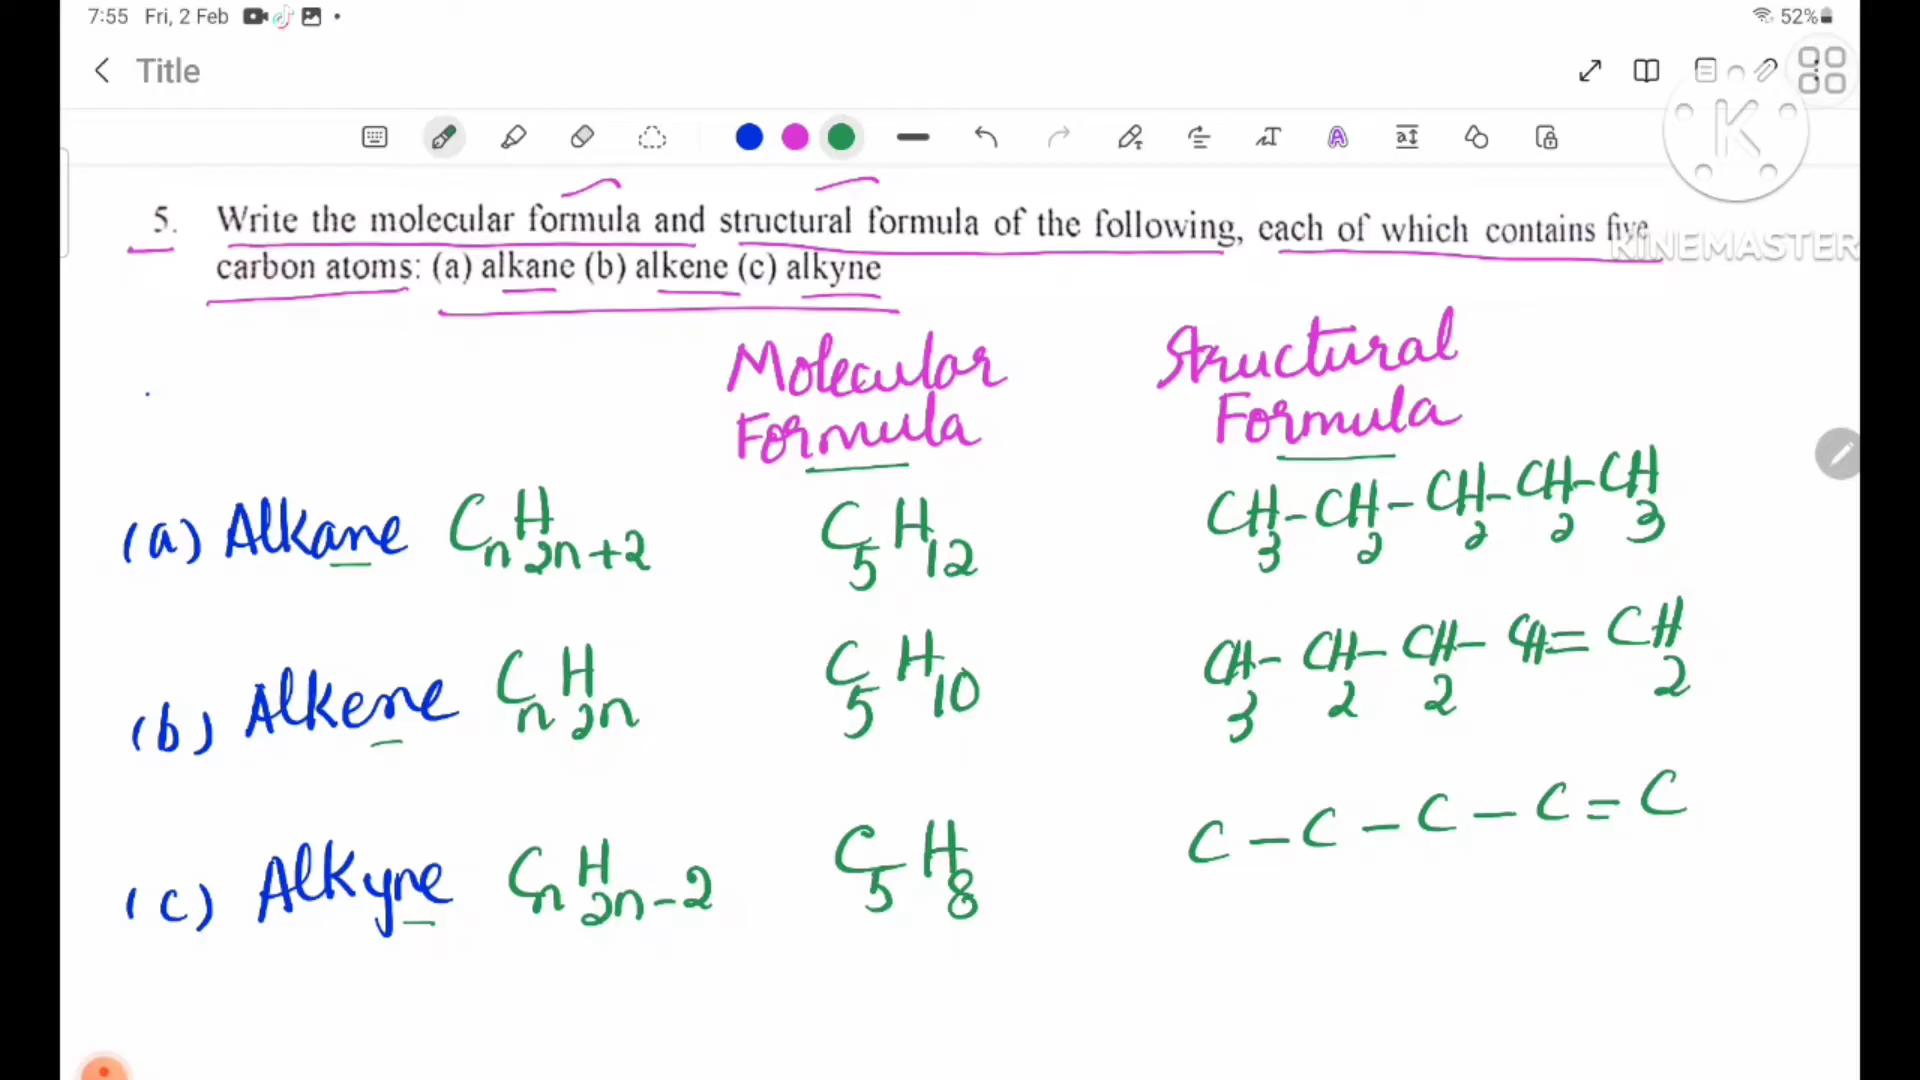 7:55 Fri, 2 Feb 52%
Title
K
5. Write the molecular formula and structural formula of the following, each of which contains five
KINEMASTER
carbon atoms: (a) alkane (b) alkene (c) alkyne
Molecular Formula
Structural Formula
(a) Alkane CnH2n+2 C5H12 CH3-CH2-CH2-CH2-CH3
(b) Alkene CnH2n C5H10 CH3-CH2-CH2-CH=CH2
(c) Alkyne CnH2n-2 C5H8 C-C-C-C=C